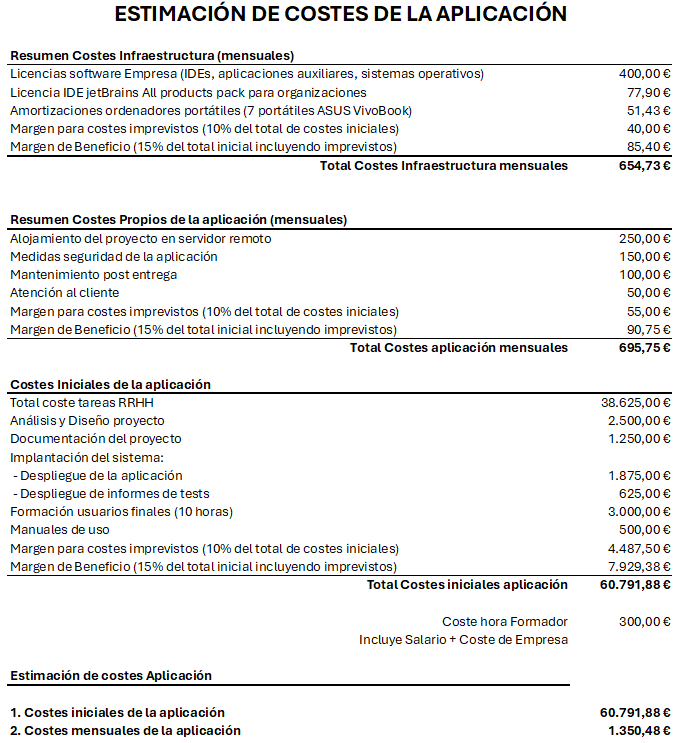 ESTIMACIÓN DE COSTES DE LA APLICACIÓN
Resumen Costes Infraestructura (mensuales)
Licencias software Empresa (IDEs, aplicaciones auxiliares, sistemas operativos) 400,00 €
Licencia IDE jetBrains All products pack para organizaciones 77,90 €
Amortizaciones ordenadores portátiles (7 portátiles ASUS VivoBook) 51,43 €
Margen para costes imprevistos (10% del total de costes iniciales) 40,00 €
Margen de Beneficio (15% del total inicial incluyendo imprevistos) 85,40 €
Total Costes Infraestructura mensuales 654,73 €
Resumen Costes Propios de la aplicación (mensuales)
Alojamiento del proyecto en servidor remoto 250,00 €
Medidas seguridad de la aplicación 150,00 €
Mantenimiento post entrega 100,00 €
Atención al cliente 50,00 €
Margen para costes imprevistos (10% del total de costes iniciales) 55,00 €
Margen de Beneficio (15% del total inicial incluyendo imprevistos) 90,75 €
Total Costes aplicación mensuales 695,75 €
Costes Iniciales de la aplicación
Total coste tareas RRHH 38.625,00 €
Análisis y Diseño proyecto 2.500,00 €
Documentación del proyecto 1.250,00 €
Implantación del sistema:
- Despliegue de la aplicación 1.875,00 €
- Despliegue de informes de tests 625,00 €
Formación usuarios finales (10 horas) 3.000,00 €
Manuales de uso 500,00 €
Margen para costes imprevistos (10% del total de costes iniciales) 4.487,50 €
Margen de Beneficio (15% del total inicial incluyendo imprevistos) 7.929,38 €
Total Costes iniciales aplicación 60.791,88 €
Coste hora Formador 300,00 €
Incluye Salario + Coste de Empresa
Estimación de costes Aplicación
1. Costes iniciales de la aplicación 60.791,88 €
2. Costes mensuales de la aplicación 1.350,48 €